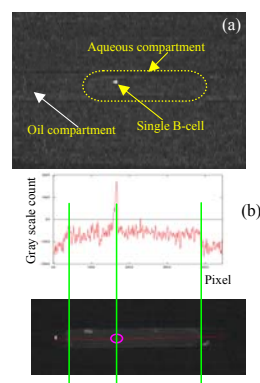 (a)
Aqueous compartment
Oil compartment
Single B-cell
(b)
Gray scale count
Pixel